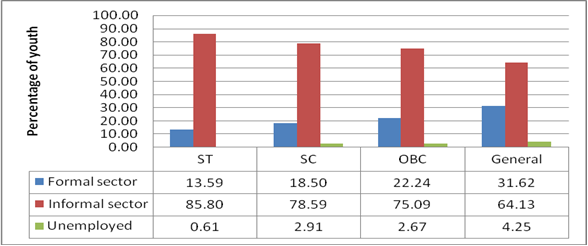 Percentage of youth
100.00
90.00
80.00
70.00
60.00
50.00
40.00
30.00
20.00
10.00
0.00
ST SC OBC General
Formal sector 13.59 18.50 22.24 31.62
Informal sector 85.80 78.59 75.09 64.13
Unemployed 0.61 2.91 2.67 4.25